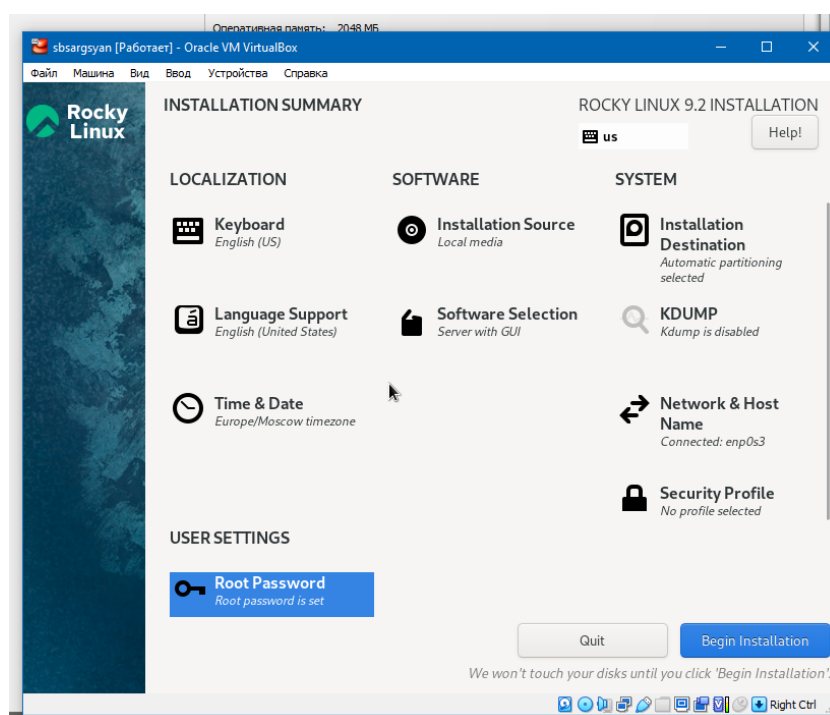 Оперативная память: 2048 МБ
sbsargsyan [Работает] - Oracle VM VirtualBox
Файл Машина Вид Ввод Устройства Справка
Rocky
Linux
INSTALLATION SUMMARY
ROCKY LINUX 9.2 INSTALLATION
us
Help!
LOCALIZATION
Keyboard
English (US)
Language Support
English (United States)
Time & Date
Europe/Moscow timezone
SOFTWARE
Installation Source
Local media
Software Selection
Server with GUI
SYSTEM
Installation
Destination
Automatic partitioning
selected
KDUMP
Kdump is disabled
Network & Host
Name
Connected: enp0s3
Security Profile
No profile selected
USER SETTINGS
Root Password
Root password is set
Quit
Begin Installation
We won't touch your disks until you click 'Begin Installation'.
Right Ctrl